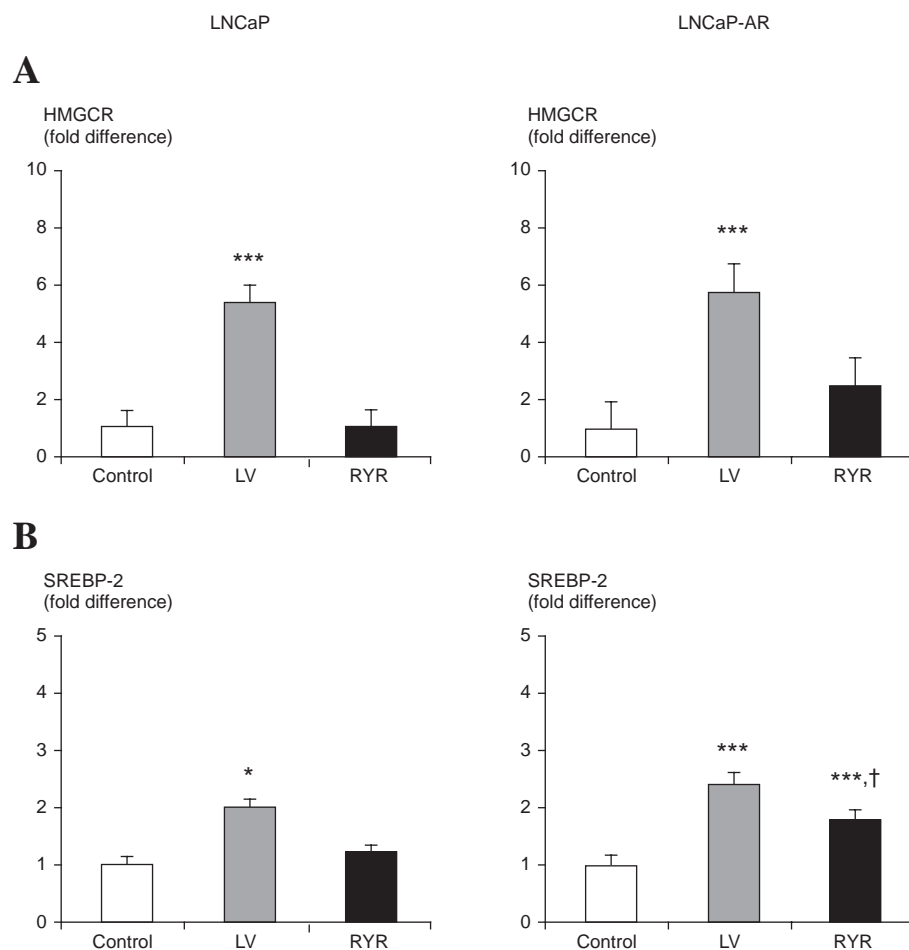 LNCaP
LNCaP-AR
A
HMGCR
(fold difference)
10
8
6
4
2
0
***
Control
LV
RYR
HMGCR
(fold difference)
10
8
6
4
2
0
***
Control
LV
RYR
B
SREBP-2
(fold difference)
5
4
3
2
1
0
*
Control
LV
RYR
SREBP-2
(fold difference)
5
4
3
2
1
0
***
***,†
Control
LV
RYR